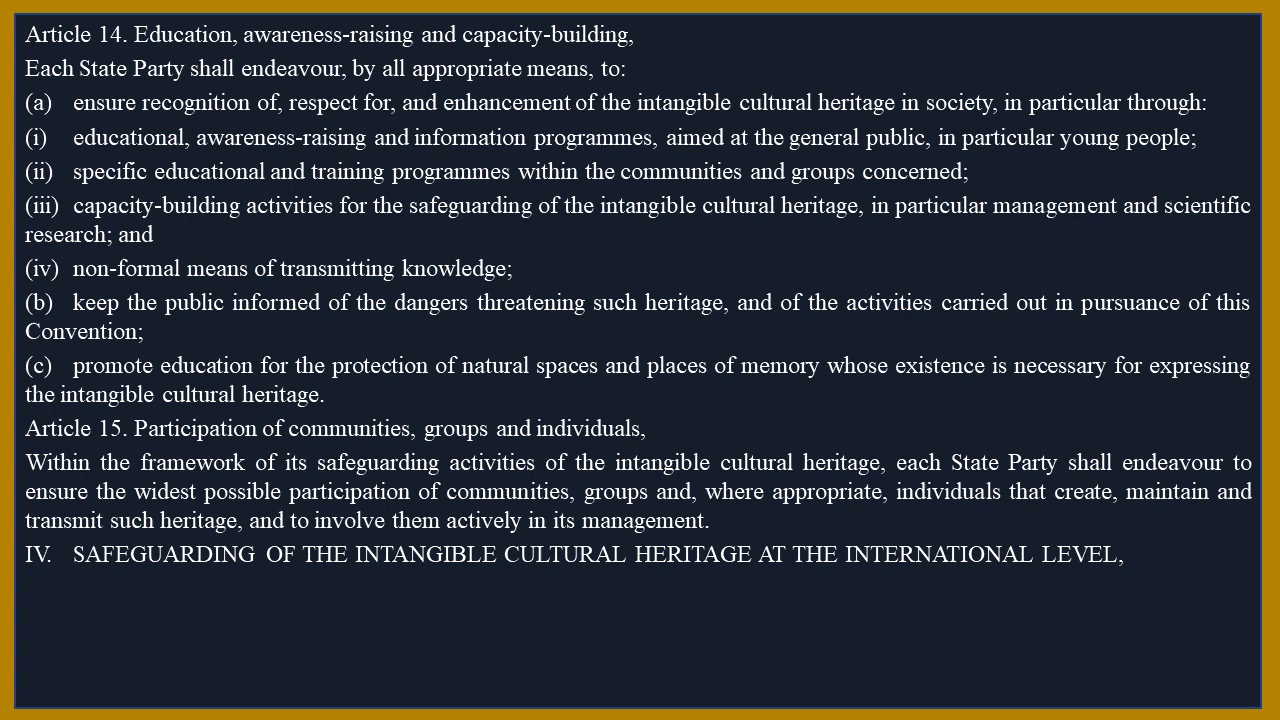 Article 14. Education, awareness-raising and capacity-building,
Each State Party shall endeavour, by all appropriate means, to:
(a) ensure recognition of, respect for, and enhancement of the intangible cultural heritage in society, in particular through:
(i) educational, awareness-raising and information programmes, aimed at the general public, in particular young people;
(ii) specific educational and training programmes within the communities and groups concerned;
(iii) capacity-building activities for the safeguarding of the intangible cultural heritage, in particular management and scientific
research; and
(iv) non-formal means of transmitting knowledge;
(b) keep the public informed of the dangers threatening such heritage, and of the activities carried out in pursuance of this
Convention;
(c) promote education for the protection of natural spaces and places of memory whose existence is necessary for expressing
the intangible cultural heritage.
Article 15. Participation of communities, groups and individuals,
Within the framework of its safeguarding activities of the intangible cultural heritage, each State Party shall endeavour to
ensure the widest possible participation of communities, groups and, where appropriate, individuals that create, maintain and
transmit such heritage, and to involve them actively in its management.
IV. SAFEGUARDING OF THE INTANGIBLE CULTURAL HERITAGE AT THE INTERNATIONAL LEVEL,